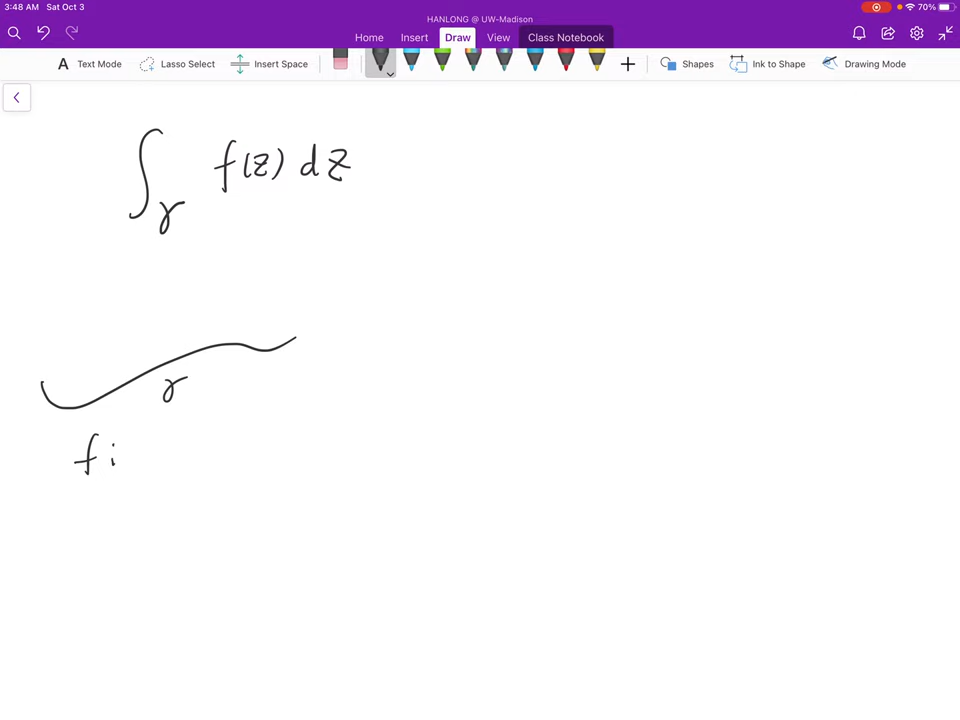 3:48 AM Sat Oct 3
HANLONG @ UW-Madison
70%
Home Insert Draw View Class Notebook
Text Mode Lasso Select Insert Space Shapes Ink to Shape Drawing Mode
∫_γ f(z) dz
γ
f i